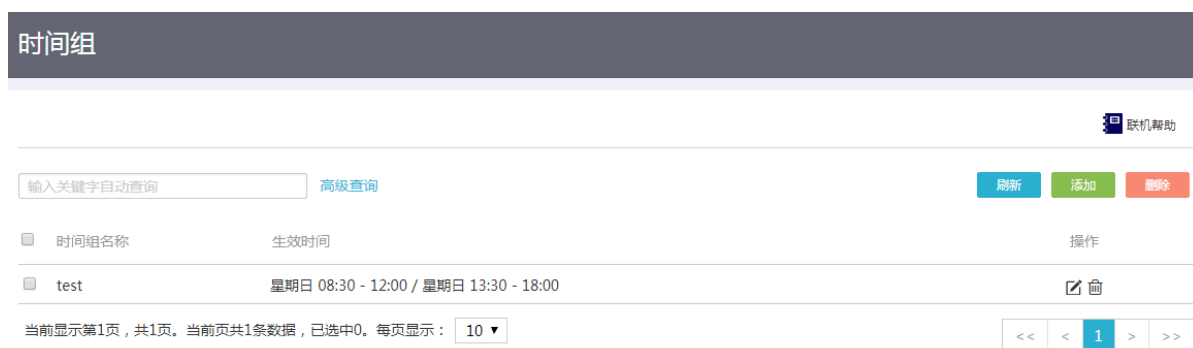 时间组
联机帮助
输入关键字自动查询 高级查询 刷新 添加 删除
时间组名称 生效时间 操作
test 星期日 08:30 - 12:00 / 星期日 13:30 - 18:00
当前显示第1页，共1页。当前页共1条数据，已选中0。每页显示： 10 ▼ << < 1 > >>